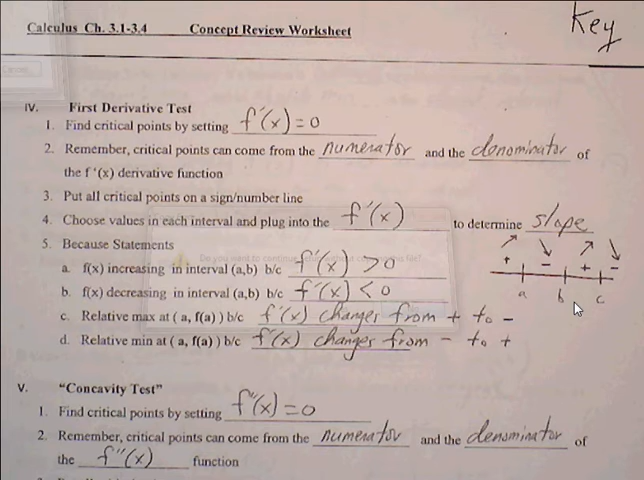 Key
Calculus Ch. 3.1-3.4 Concept Review Worksheet
IV. First Derivative Test
1. Find critical points by setting f'(x)=0
2. Remember, critical points can come from the numerator and the denominator of
the f '(x) derivative function
3. Put all critical points on a sign/number line
4. Choose values in each interval and plug into the f'(x) to determine slope
5. Because Statements
a. f(x) increasing in interval (a,b) b/c f'(x) >0
b. f(x) decreasing in interval (a,b) b/c f'(x) <0
c. Relative max at ( a, f(a) ) b/c f'(x) changes from + to -
d. Relative min at ( a, f(a) ) b/c f'(x) changes from - to +
+ - + -
a b c
V. "Concavity Test"
1. Find critical points by setting f"(x)=0
2. Remember, critical points can come from the numerator and the denominator of
the f"(x) function